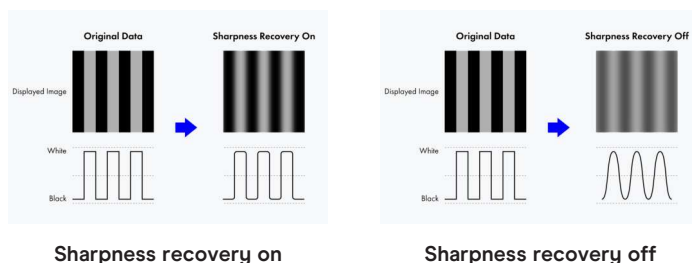 Original Data Sharpness Recovery On
Displayed Image
White
Black
Sharpness recovery on
Original Data Sharpness Recovery Off
Displayed Image
White
Black
Sharpness recovery off